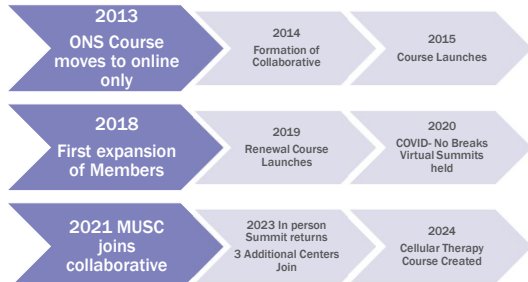 2013
ONS Course
moves to online
only
2014
Formation of
Collaborative
2015
Course Launches
2018
First expansion
of Members
2019
Renewal Course
Launches
2020
COVID- No Breaks
Virtual Summits
held
2021 MUSC
joins
collaborative
2023 In person
Summit returns
3 Additional Centers
Join
2024
Cellular Therapy
Course Created